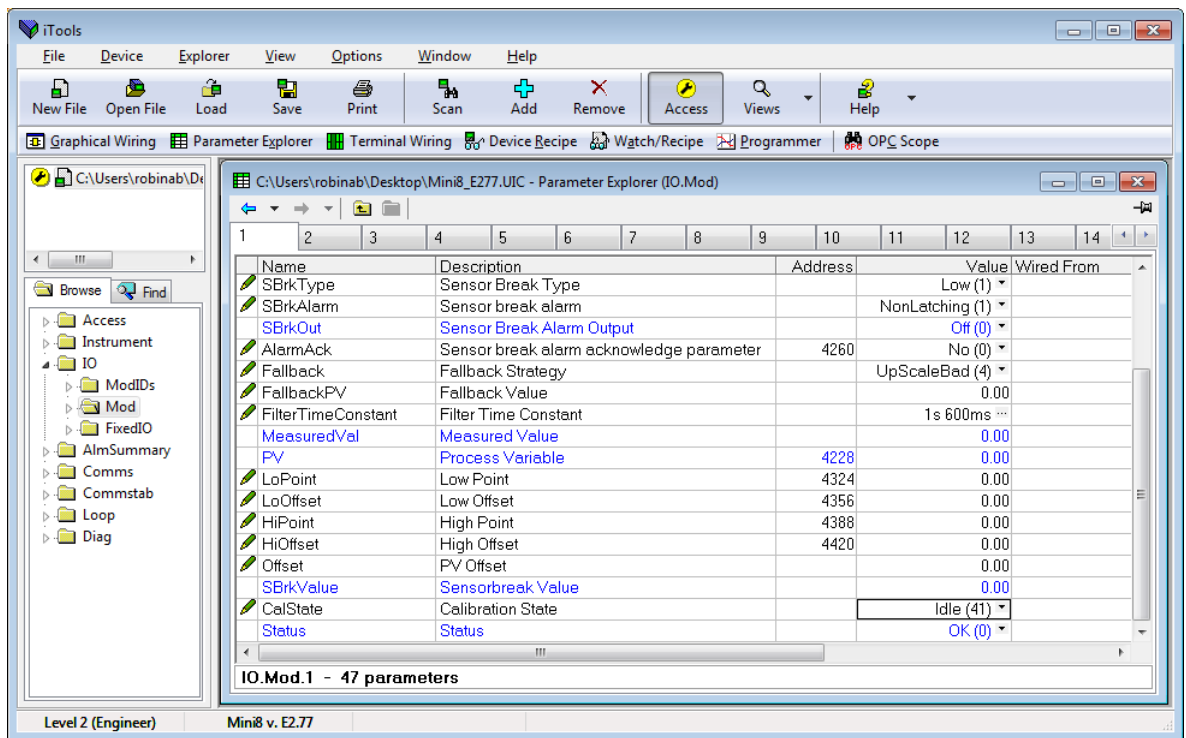 iTools
File Device Explorer View Options Window Help
New File Open File Load Save Print Scan Add Remove Access Views Help
Graphical Wiring Parameter Explorer Terminal Wiring Device Recipe Watch/Recipe Programmer OPC Scope
C:\Users\robinab\De
Browse Find
Access
Instrument
IO
ModIDs
Mod
FixedIO
AlmSummary
Comms
Commstab
Loop
Diag
C:\Users\robinab\Desktop\Mini8_E277.UIC - Parameter Explorer (IO.Mod)
1 2 3 4 5 6 7 8 9 10 11 12 13 14
Name Description Address Value Wired From
SBrkType Sensor Break Type Low (1)
SBrkAlarm Sensor break alarm NonLatching (1)
SBrkOut Sensor Break Alarm Output Off (0)
AlarmAck Sensor break alarm acknowledge parameter 4260 No (0)
Fallback Fallback Strategy UpScaleBad (4)
FallbackPV Fallback Value 0.00
FilterTimeConstant Filter Time Constant 1s 600ms ...
MeasuredVal Measured Value 0.00
PV Process Variable 4228 0.00
LoPoint Low Point 4324 0.00
LoOffset Low Offset 4356 0.00
HiPoint High Point 4388 0.00
HiOffset High Offset 4420 0.00
Offset PV Offset 0.00
SBrkValue Sensorbreak Value 0.00
CalState Calibration State Idle (41)
Status Status OK (0)
IO.Mod.1 - 47 parameters
Level 2 (Engineer) Mini8 v. E2.77